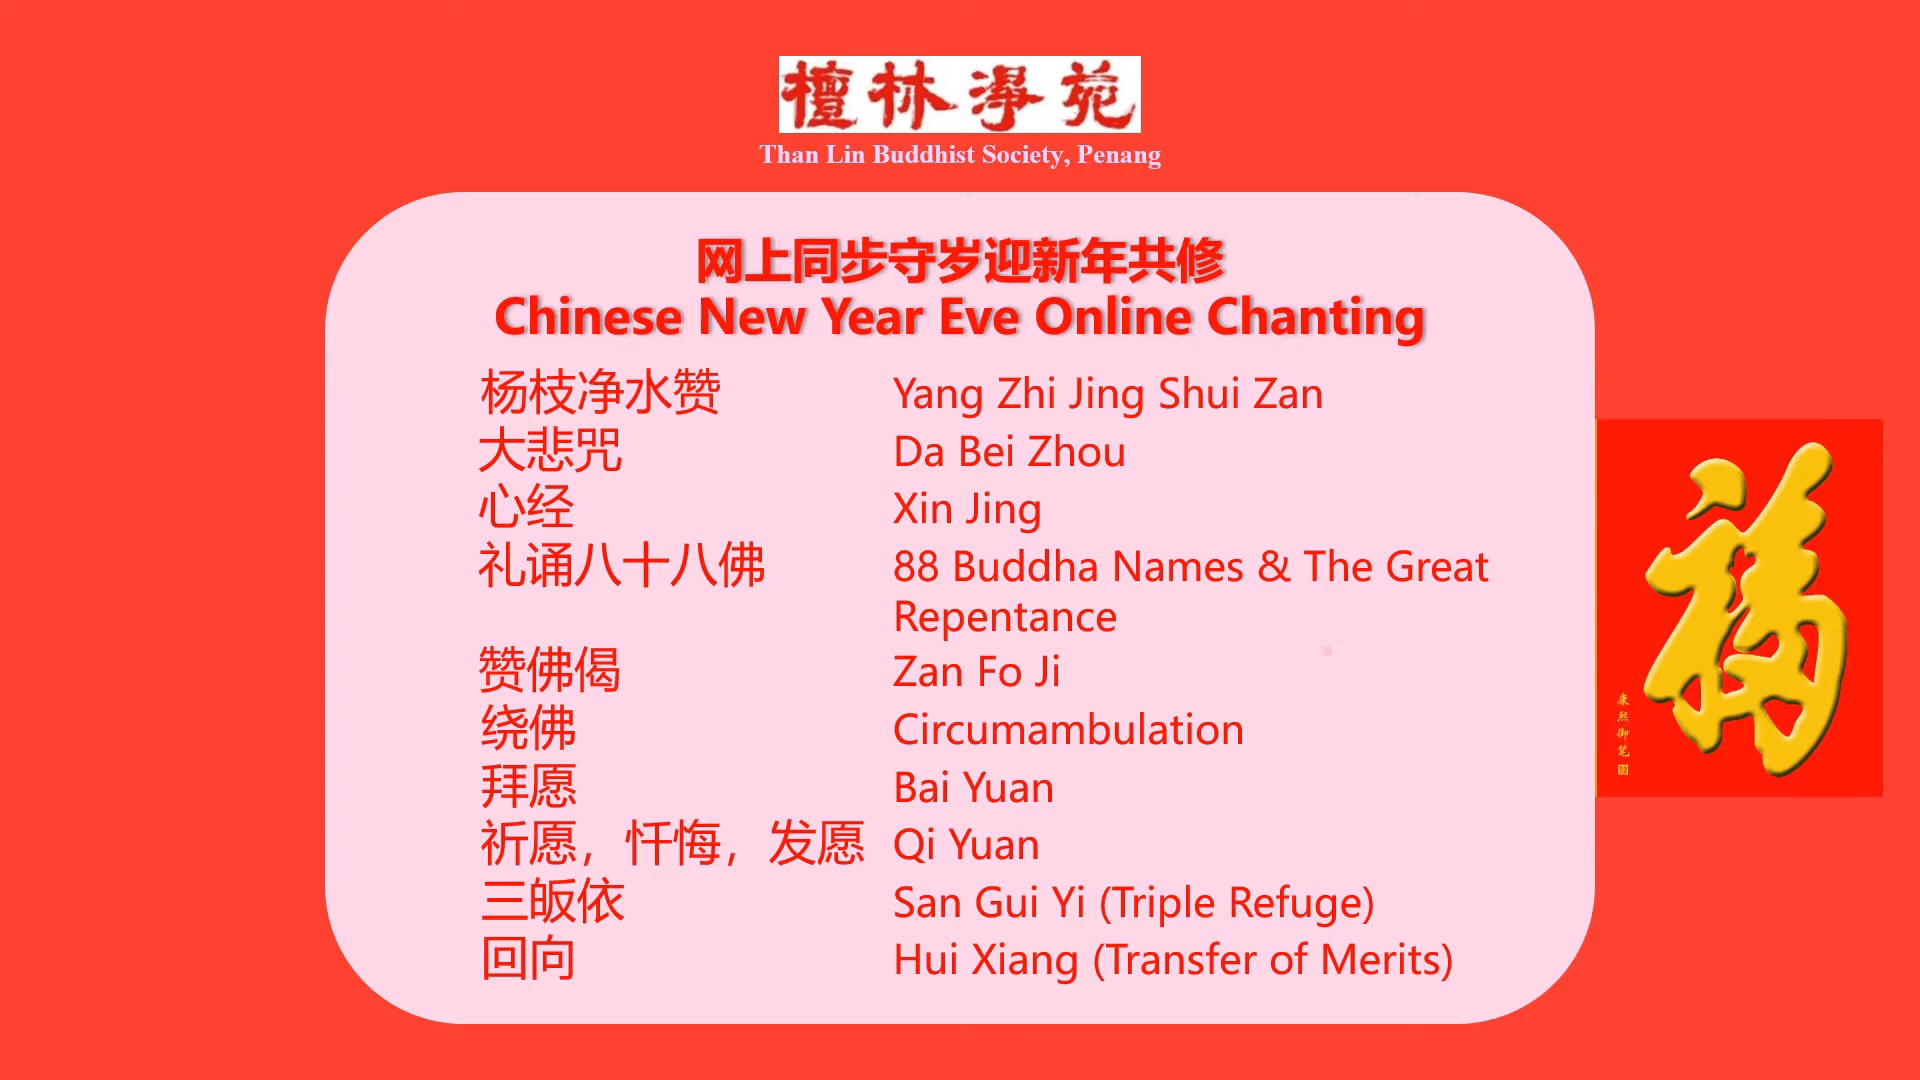 檀林淨苑
Than Lin Buddhist Society, Penang
网上同步守岁迎新年共修
Chinese New Year Eve Online Chanting
杨枝净水赞 Yang Zhi Jing Shui Zan
大悲咒 Da Bei Zhou
心经 Xin Jing
礼诵八十八佛 88 Buddha Names & The Great
Repentance
赞佛偈 Zan Fo Ji
绕佛 Circumambulation
拜愿 Bai Yuan
祈愿，忏悔，发愿 Qi Yuan
三皈依 San Gui Yi (Triple Refuge)
回向 Hui Xiang (Transfer of Merits)
福
康熙御笔